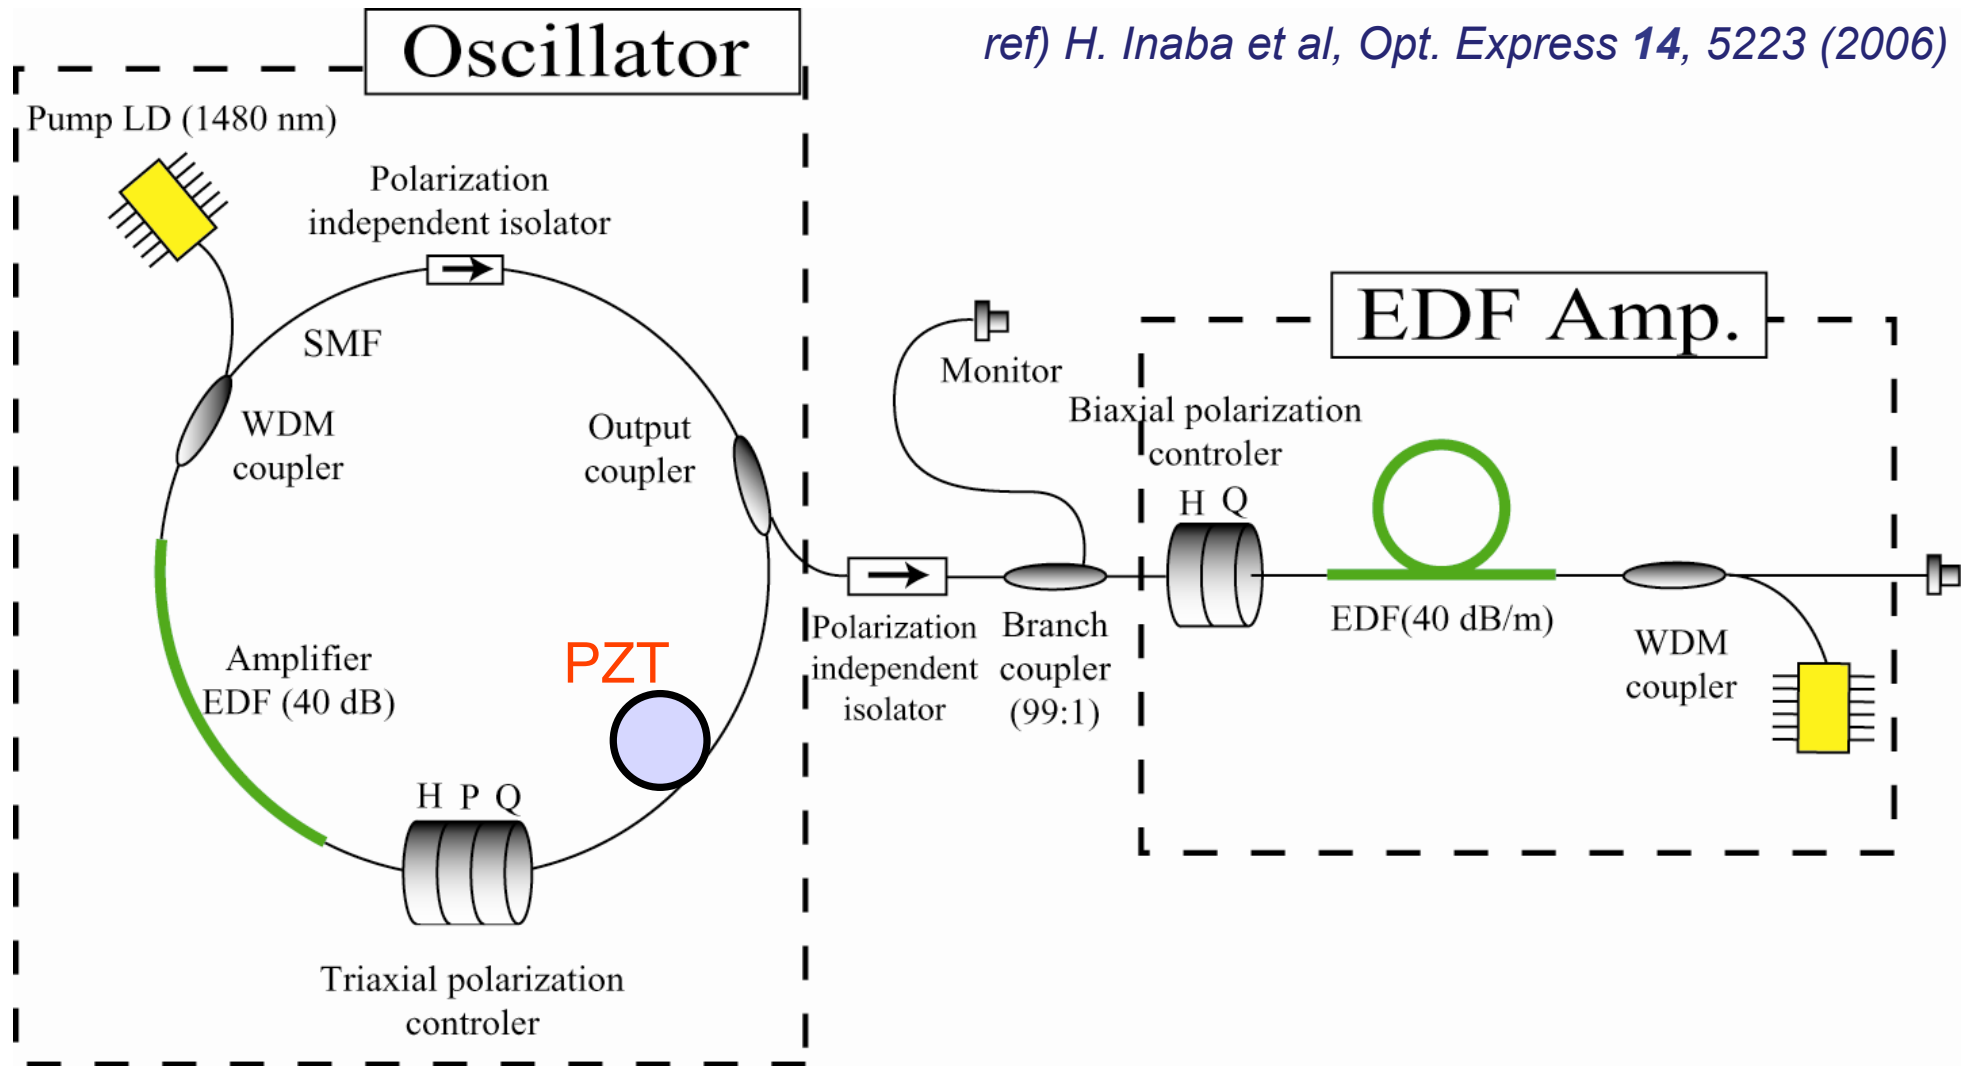 Oscillator
ref) H. Inaba et al, Opt. Express 14, 5223 (2006)
Pump LD (1480 nm)
Polarization
independent isolator
SMF
WDM
coupler
Output
coupler
Amplifier
EDF (40 dB)
PZT
H P Q
Triaxial polarization
controler
Monitor
Polarization
independent
isolator
Branch
coupler
(99:1)
EDF Amp.
Biaxial polarization
controler
H Q
EDF(40 dB/m)
WDM
coupler